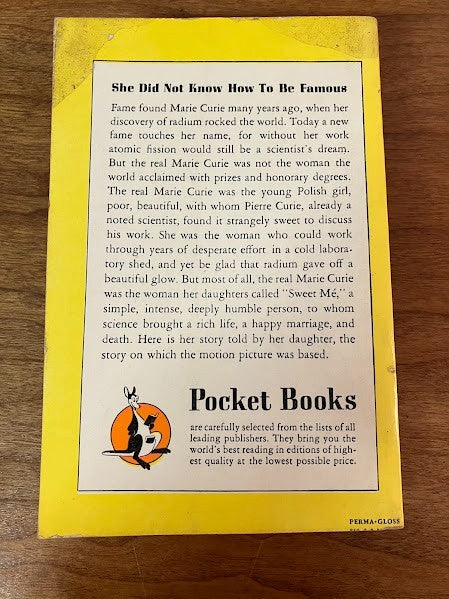 She Did Not Know How To Be Famous
Fame found Marie Curie many years ago, when her
discovery of radium rocked the world. Today a new
fame touches her name, for without her work
atomic fission would still be a scientist's dream.
But the real Marie Curie was not the woman the
world acclaimed with prizes and honorary degrees.
The real Marie Curie was the young Polish girl,
poor, beautiful, with whom Pierre Curie, already a
noted scientist, found it strangely sweet to discuss
his work. She was the woman who could work
through years of desperate effort in a cold labora-
tory shed, and yet be glad that radium gave off a
beautiful glow. But most of all, the real Marie Curie
was the woman her daughters called "Sweet Mé," a
simple, intense, deeply humble person, to whom
science brought a rich life, a happy marriage, and
death. Here is her story told by her daughter, the
story on which the motion picture was based.
Pocket Books
are carefully selected from the lists of all
leading publishers. They bring you the
world's best reading in editions of high-
est quality at the lowest possible price.
PERMA-GLOSS